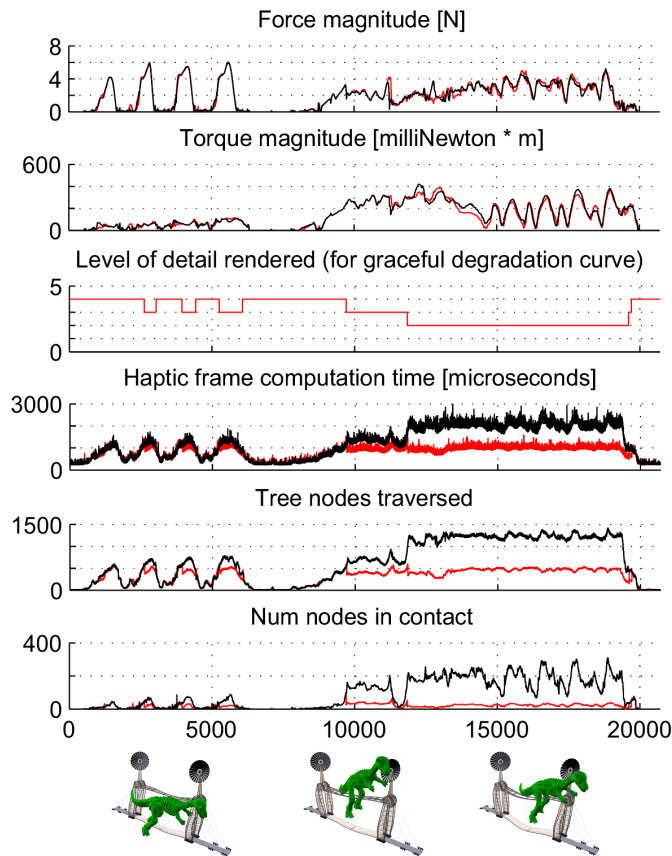 Force magnitude [N]
8
4
0
Torque magnitude [milliNewton * m]
600
0
Level of detail rendered (for graceful degradation curve)
5
0
Haptic frame computation time [microseconds]
3000
0
Tree nodes traversed
1500
0
Num nodes in contact
400
0
0 5000 10000 15000 20000